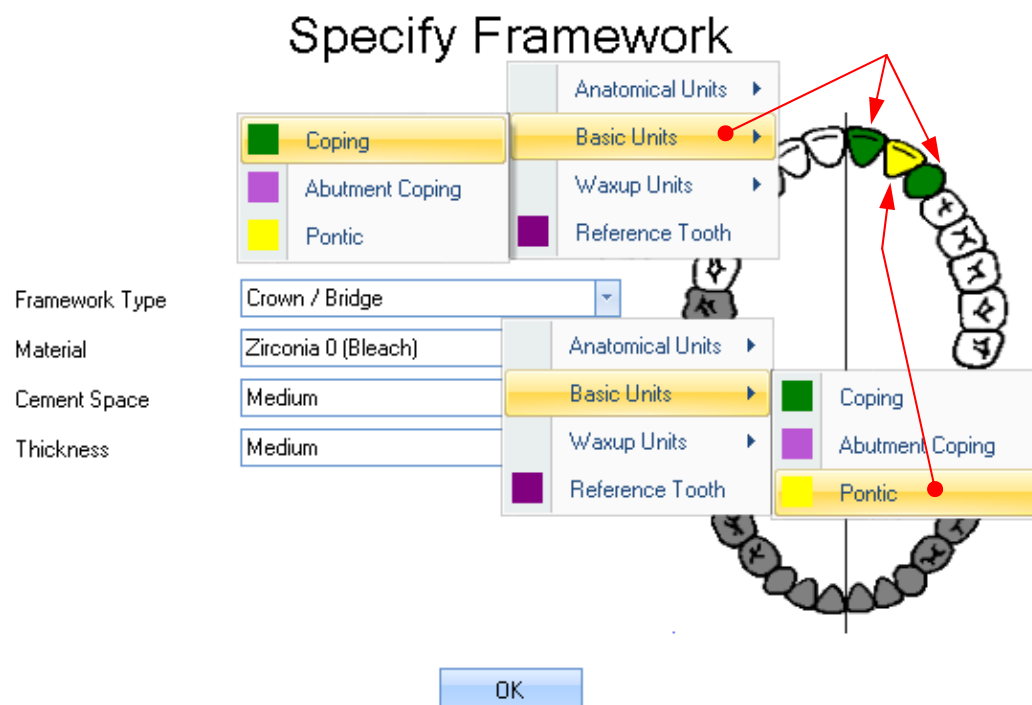 Specify Framework
Anatomical Units
Coping
Basic Units
Abutment Coping
Waxup Units
Pontic
Reference Tooth
Framework Type
Crown / Bridge
Material
Zirconia 0 (Bleach)
Anatomical Units
Cement Space
Medium
Basic Units
Coping
Thickness
Medium
Waxup Units
Abutment Coping
Reference Tooth
Pontic
OK